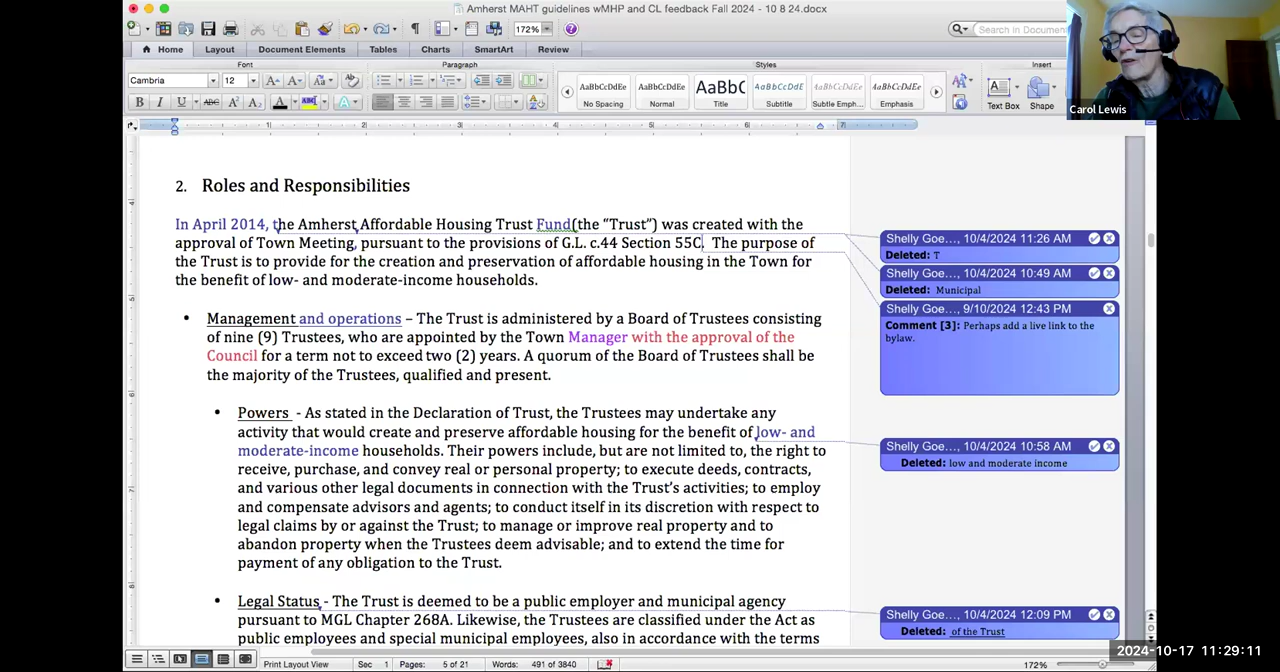 Amherst MAHT guidelines wMHP and CL feedback Fall 2024 - 10 8 24.docx
172%
Search in Document
Home Layout Document Elements Tables Charts SmartArt Review
Font Paragraph Styles Insert
Cambria 12
AaBbCcDdEe AaBbCcDdEe AaBbC AaBbCcDdE AaBbCcDdEe AaBbCcDdEe
No Spacing Normal Title Subtitle Subtle Emph... Emphasis Text Box Shape
B I U ABC
Carol Lewis
2. Roles and Responsibilities
In April 2014, the Amherst Affordable Housing Trust Fund(the “Trust”) was created with the
approval of Town Meeting, pursuant to the provisions of G.L. c.44 Section 55C. The purpose of
the Trust is to provide for the creation and preservation of affordable housing in the Town for
the benefit of low- and moderate-income households.
• Management and operations – The Trust is administered by a Board of Trustees consisting
of nine (9) Trustees, who are appointed by the Town Manager with the approval of the
Council for a term not to exceed two (2) years. A quorum of the Board of Trustees shall be
the majority of the Trustees, qualified and present.
• Powers - As stated in the Declaration of Trust, the Trustees may undertake any
activity that would create and preserve affordable housing for the benefit of low- and
moderate-income households. Their powers include, but are not limited to, the right to
receive, purchase, and convey real or personal property; to execute deeds, contracts,
and various other legal documents in connection with the Trust’s activities; to employ
and compensate advisors and agents; to conduct itself in its discretion with respect to
legal claims by or against the Trust; to manage or improve real property and to
abandon property when the Trustees deem advisable; and to extend the time for
payment of any obligation to the Trust.
• Legal Status - The Trust is deemed to be a public employer and municipal agency
pursuant to MGL Chapter 268A. Likewise, the Trustees are classified under the Act as
public employees and special municipal employees, also in accordance with the terms
Shelly Goe..., 10/4/2024 11:26 AM
Deleted: T
Shelly Goe..., 10/4/2024 10:49 AM
Deleted: Municipal
Shelly Goe..., 9/10/2024 12:43 PM
Comment [3]: Perhaps add a live link to the
bylaw.
Shelly Goe..., 10/4/2024 10:58 AM
Deleted: low and moderate income
Shelly Goe..., 10/4/2024 12:09 PM
Deleted: of the Trust
Print Layout View Sec 1 Pages: 5 of 21 Words: 491 of 3840 172%
2024-10-17 11:29:11